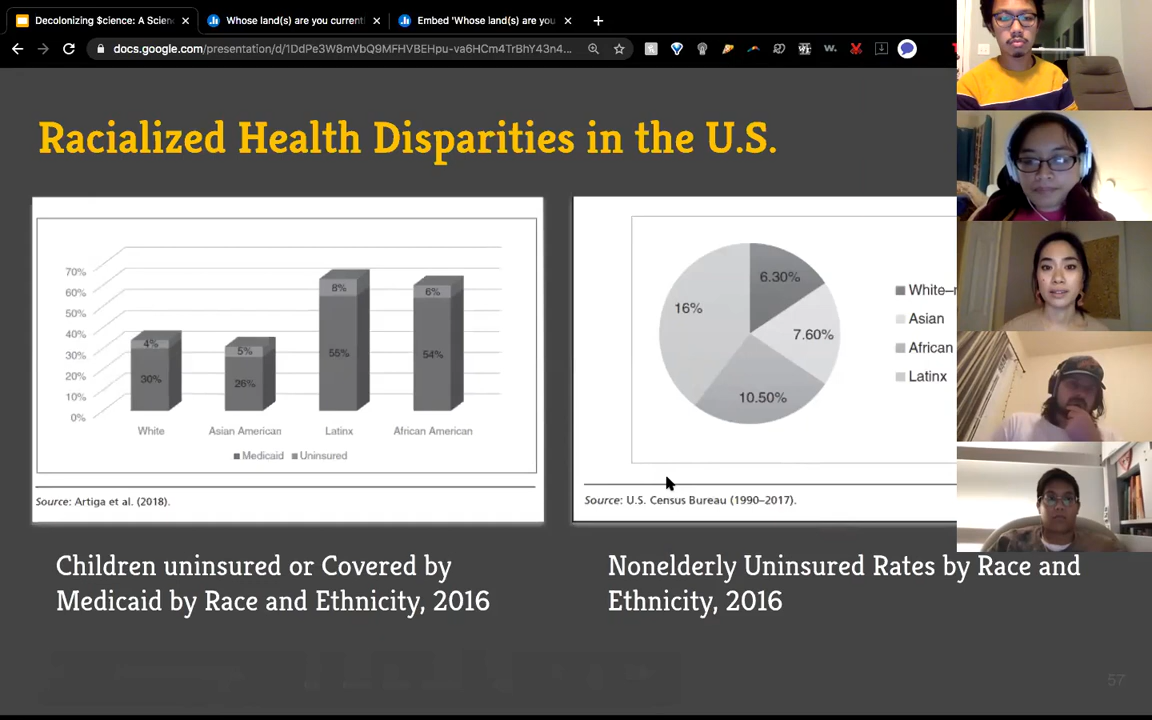 Decolonizing $cience: A Scien
Whose land(s) are you current
Embed 'Whose land(s) are you
docs.google.com/presentation/d/1DdPe3W8mVbQ9MFHVBEHpu-va6HCm4TrBhY43n4...
Racialized Health Disparities in the U.S.
70%
60%
50%
40%
30%
20%
10%
0%
4%
30%
5%
26%
8%
55%
6%
54%
White
Asian American
Latinx
African American
Medicaid
Uninsured
Source: Artiga et al. (2018).
6.30%
16%
7.60%
10.50%
White–
Asian
African
Latinx
Source: U.S. Census Bureau (1990–2017).
Children uninsured or Covered by
Medicaid by Race and Ethnicity, 2016
Nonelderly Uninsured Rates by Race and
Ethnicity, 2016
57